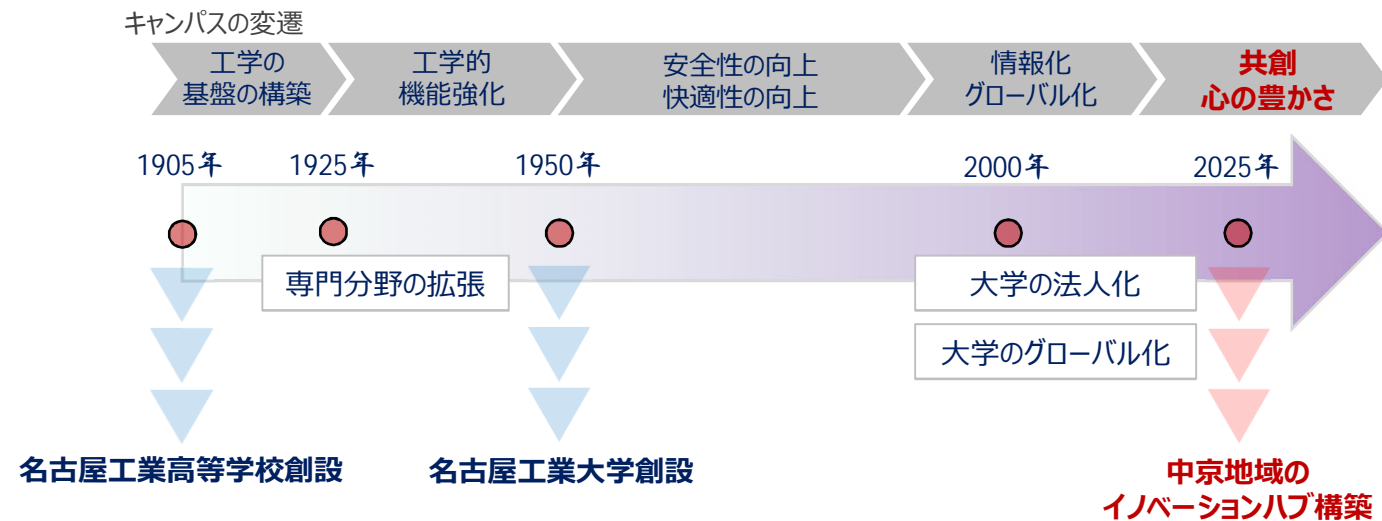 キャンパスの変遷
工学の
基盤の構築
工学的
機能強化
安全性の向上
快適性の向上
情報化
グローバル化
共創
心の豊かさ
1905年
1925年
1950年
2000年
2025年
専門分野の拡張
大学の法人化
大学のグローバル化
名古屋工業高等学校創設
名古屋工業大学創設
中京地域の
イノベーションハブ構築